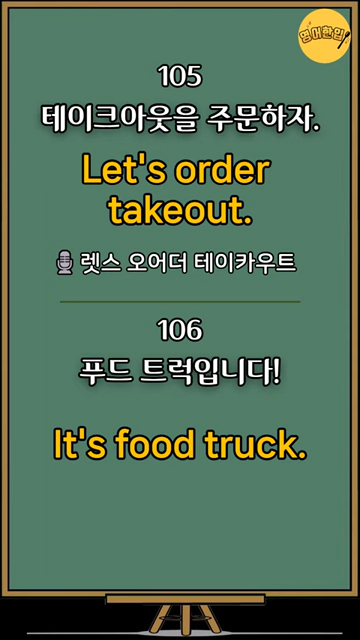 영어한입
105
테이크아웃을 주문하자.
Let's order
takeout.
렛스 오어더 테이카우트
106
푸드 트럭입니다!
It's food truck.